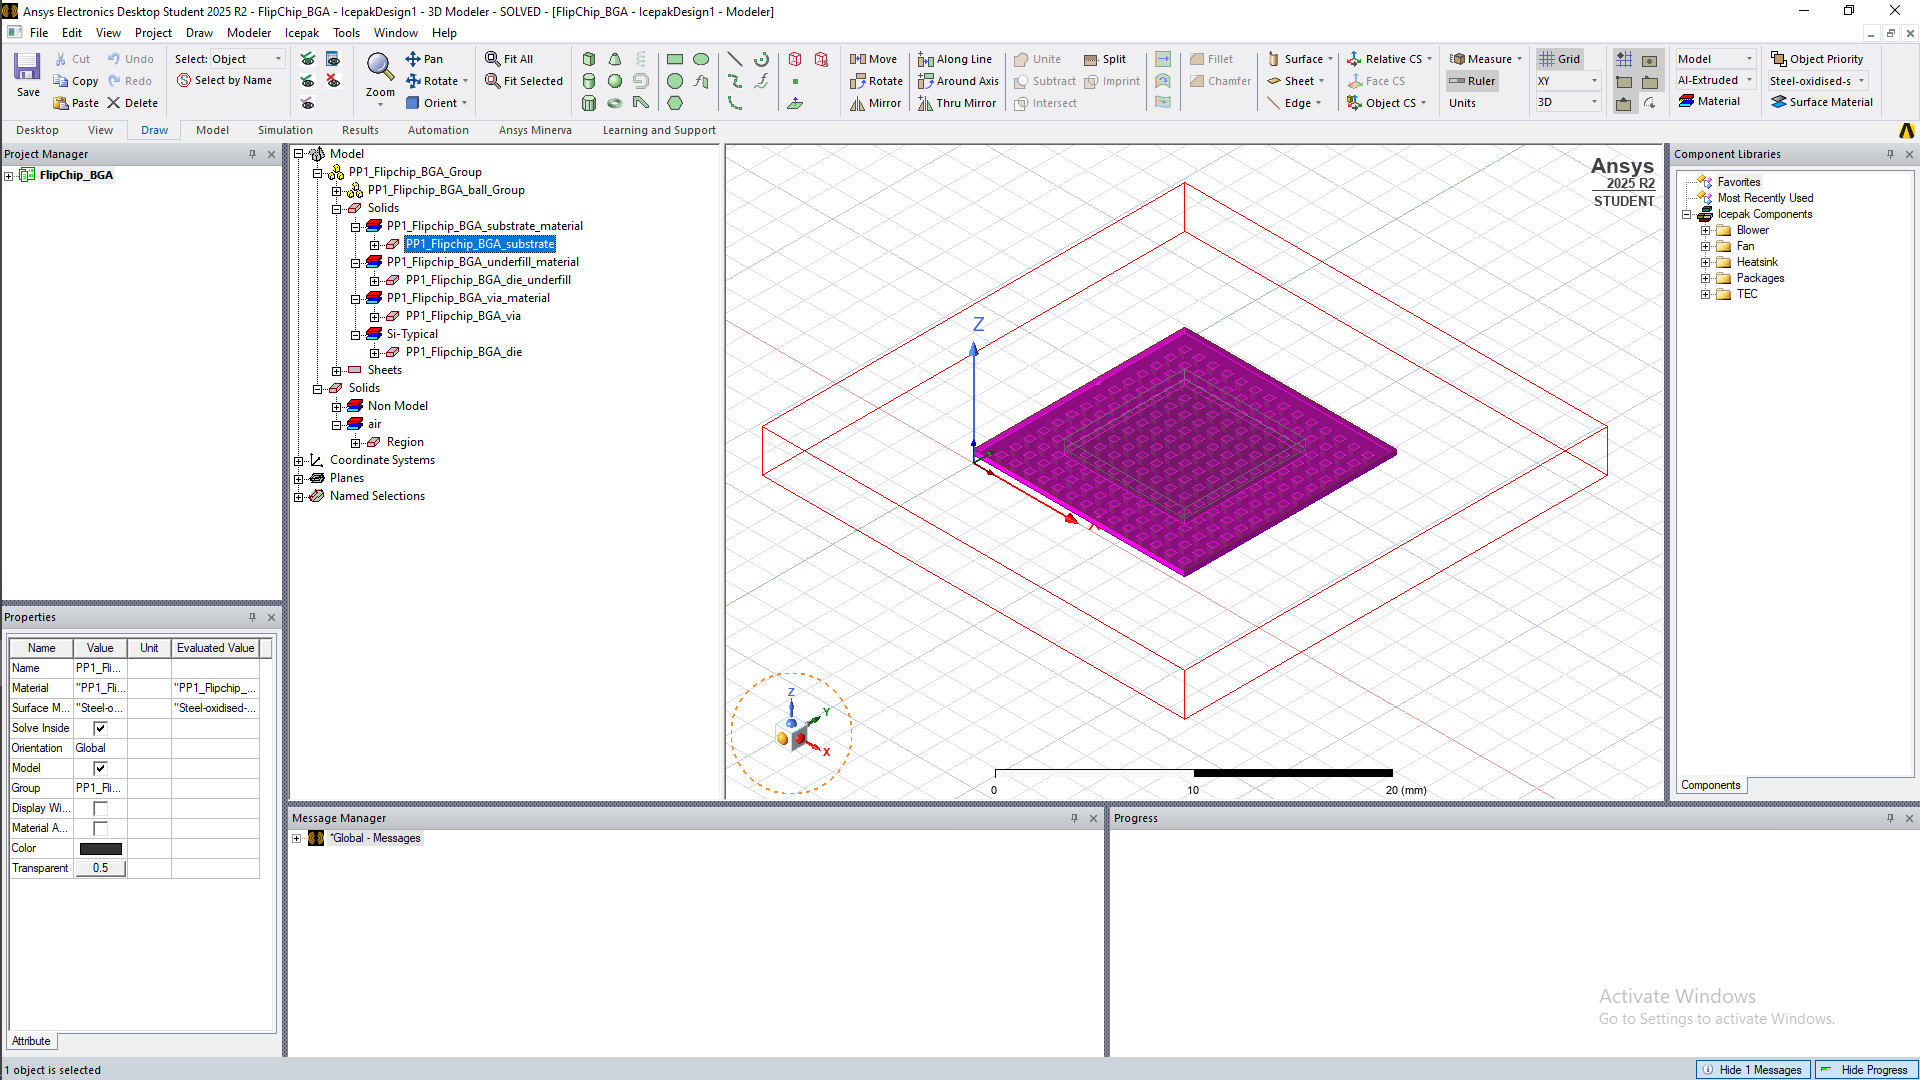 Ansys Electronics Desktop Student 2025 R2 - FlipChip_BGA - IcepakDesign1 - 3D Modeler - SOLVED - [FlipChip_BGA - IcepakDesign1 - Modeler]
File Edit View Project Draw Modeler Icepak Tools Window Help
Save
Cut
Copy
Paste
Undo
Redo
Delete
Select: Object
Select by Name
Zoom
Pan
Rotate
Orient
Fit All
Fit Selected
Move
Rotate
Mirror
Along Line
Around Axis
Thru Mirror
Unite
Subtract
Intersect
Split
Imprint
Fillet
Chamfer
Surface
Sheet
Edge
Relative CS
Face CS
Object CS
Measure
Ruler
Units
Grid
XY
3D
Model
Al-Extruded
Material
Object Priority
Steel-oxidised-s
Surface Material
Desktop View Draw Model Simulation Results Automation Ansys Minerva Learning and Support
Project Manager
FlipChip_BGA
Model
PP1_Flipchip_BGA_Group
PP1_Flipchip_BGA_ball_Group
Solids
PP1_Flipchip_BGA_substrate_material
PP1_Flipchip_BGA_substrate
PP1_Flipchip_BGA_underfill_material
PP1_Flipchip_BGA_die_underfill
PP1_Flipchip_BGA_via_material
PP1_Flipchip_BGA_via
Si-Typical
PP1_Flipchip_BGA_die
Sheets
Solids
Non Model
air
Region
Coordinate Systems
Planes
Named Selections
Ansys
2025 R2
STUDENT
Z
X
Z
Y
X
0 10 20 (mm)
Component Libraries
Favorites
Most Recently Used
Icepak Components
Blower
Fan
Heatsink
Packages
TEC
Components
Properties
Name Value Unit Evaluated Value
Name PP1_Fli...
Material "PP1_Fli... "PP1_Flipchip_...
Surface M... "Steel-o... "Steel-oxidised-...
Solve Inside
Orientation Global
Model
Group PP1_Fli...
Display Wi...
Material A...
Color
Transparent 0.5
Attribute
Message Manager
*Global - Messages
Progress
Activate Windows
Go to Settings to activate Windows.
1 object is selected
Hide 1 Messages
Hide Progress